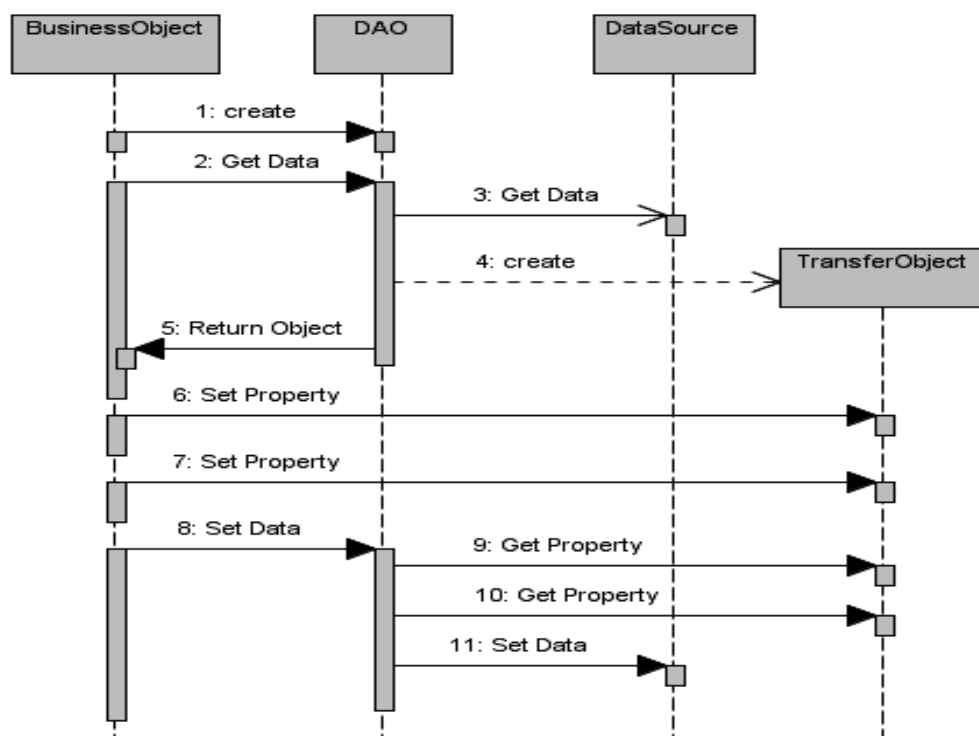 BusinessObject
DAO
DataSource
1: create
2: Get Data
3: Get Data
4: create
TransferObject
5: Return Object
6: Set Property
7: Set Property
8: Set Data
9: Get Property
10: Get Property
11: Set Data